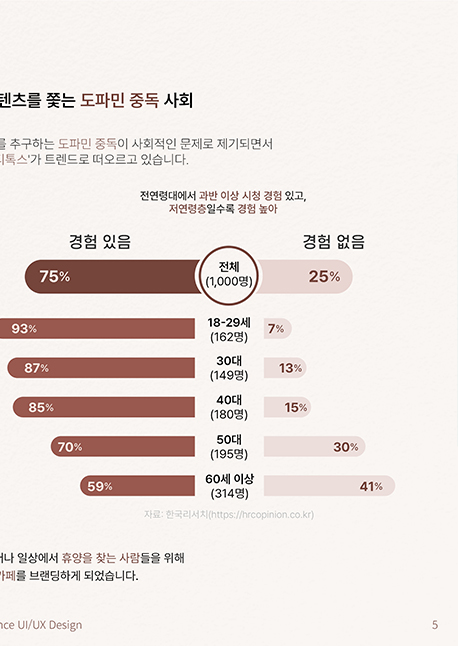 텐츠를 쫓는 도파민 중독 사회
를 추구하는 도파민 중독이 사회적인 문제로 제기되면서
톡스'가 트렌드로 떠오르고 있습니다.
전연령대에서 과반 이상 시청 경험 있고,
저연령층일수록 경험 높아
경험 있음 경험 없음
75% 전체 25%
(1,000명)
93% 18-29세 7%
(162명)
87% 30대 13%
(149명)
85% 40대 15%
(180명)
70% 50대 30%
(195명)
59% 60세 이상 41%
(314명)
자료: 한국리서치(https://hrcopinion.co.kr)
거나 일상에서 휴양을 찾는 사람들을 위해
카페를 브랜딩하게 되었습니다.
nce UI/UX Design 5